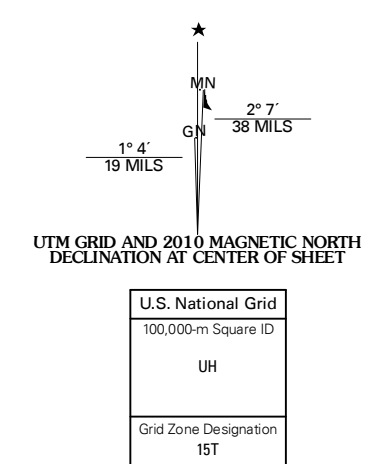 MN
GN
2° 7´
38 MILS
1° 4´
19 MILS
UTM GRID AND 2010 MAGNETIC NORTH
DECLINATION AT CENTER OF SHEET
U.S. National Grid
100,000-m Square ID
UH
Grid Zone Designation
15T